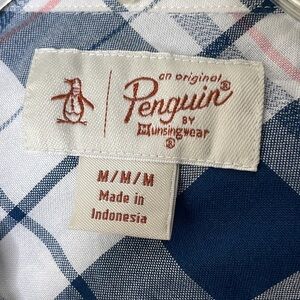 an original
Penguin®
BY
Munsingwear
®
M/M/M
Made in
Indonesia